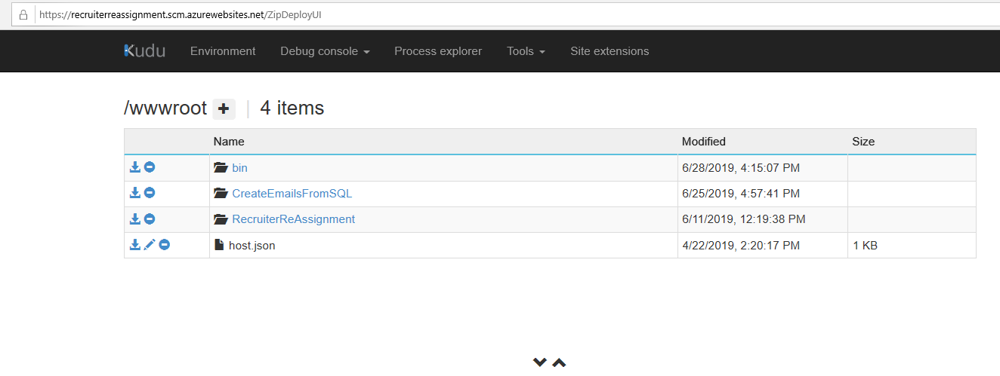 https://recruiterreassignment.scm.azurewebsites.net/ZipDeployUI
Kudu Environment Debug console Process explorer Tools Site extensions
/wwwroot + | 4 items
Name Modified Size
bin 6/28/2019, 4:15:07 PM
CreateEmailsFromSQL 6/25/2019, 4:57:41 PM
RecruiterReAssignment 6/11/2019, 12:19:38 PM
host.json 4/22/2019, 2:20:17 PM 1 KB